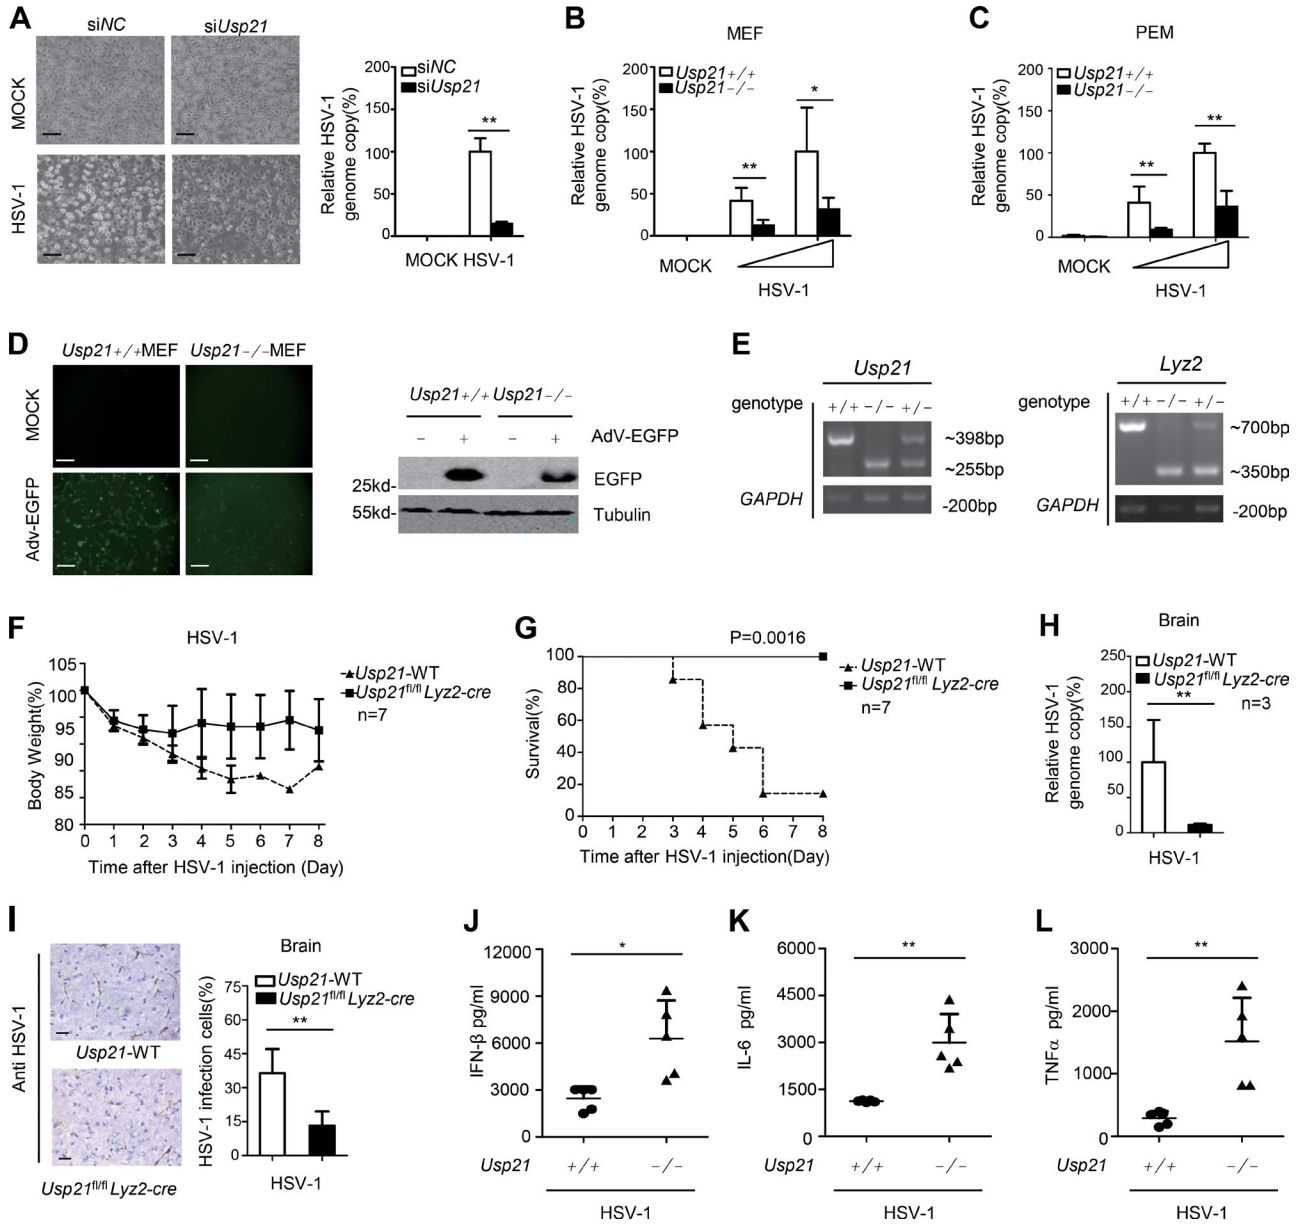 A
siNC
siUsp21
MOCK
HSV-1
Relative HSV-1
genome copy(%)
200
150
100
50
0
siNC
siUsp21
**
MOCK HSV-1
B
MEF
Relative HSV-1
genome copy(%)
200
150
100
50
0
Usp21+/+
Usp21-/-
**
*
MOCK
HSV-1
C
PEM
Relative HSV-1
genome copy(%)
200
150
100
50
0
Usp21+/+
Usp21-/-
**
**
MOCK
HSV-1
D
Usp21+/+MEF
Usp21-/-MEF
MOCK
Adv-EGFP
Usp21+/+ Usp21-/-
- + - + AdV-EGFP
25kd-
EGFP
55kd-
Tubulin
E
Usp21
genotype
+/+ -/- +/-
~398bp
~255bp
GAPDH
-200bp
Lyz2
genotype
+/+ -/- +/-
~700bp
~350bp
GAPDH
-200bp
F
HSV-1
Body Weight(%)
105
100
95
90
85
80
0 1 2 3 4 5 6 7 8
Time after HSV-1 injection (Day)
Usp21-WT
Usp21fl/fl Lyz2-cre
n=7
G
P=0.0016
Survival(%)
100
80
60
40
20
0
0 1 2 3 4 5 6 7 8
Time after HSV-1 injection(Day)
Usp21-WT
Usp21fl/fl Lyz2-cre
n=7
H
Brain
Relative HSV-1
genome copy(%)
250
200
150
100
50
0
Usp21-WT
Usp21fl/fl Lyz2-cre
**
n=3
HSV-1
I
Anti HSV-1
Usp21-WT
Usp21fl/fl Lyz2-cre
Brain
HSV-1 infection cells(%)
75
60
45
30
15
0
Usp21-WT
Usp21fl/fl Lyz2-cre
**
HSV-1
J
IFN-β pg/ml
12000
9000
6000
3000
0
*
Usp21
+/+ -/-
HSV-1
K
IL-6 pg/ml
6000
4500
3000
1500
0
**
Usp21
+/+ -/-
HSV-1
L
TNFα pg/ml
3000
2000
1000
0
**
Usp21
+/+ -/-
HSV-1